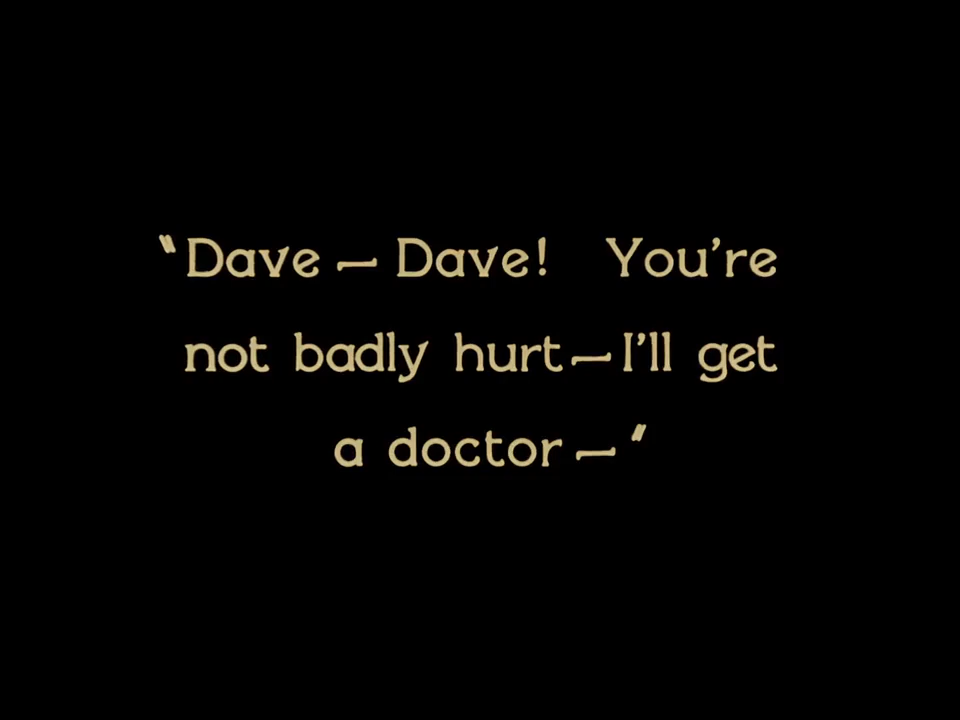 "Dave — Dave!  You're
not badly hurt — I'll get
a doctor — "